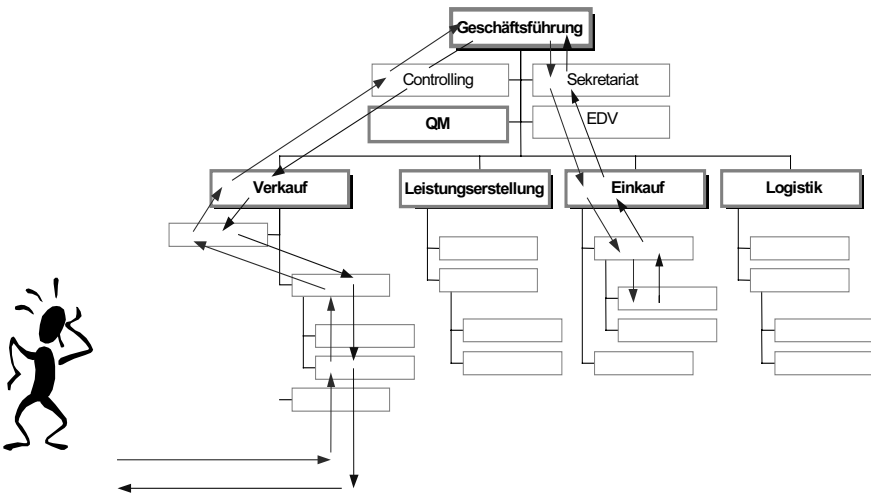 Geschäftsführung
Controlling
Sekretariat
QM
EDV
Verkauf
Leistungserstellung
Einkauf
Logistik